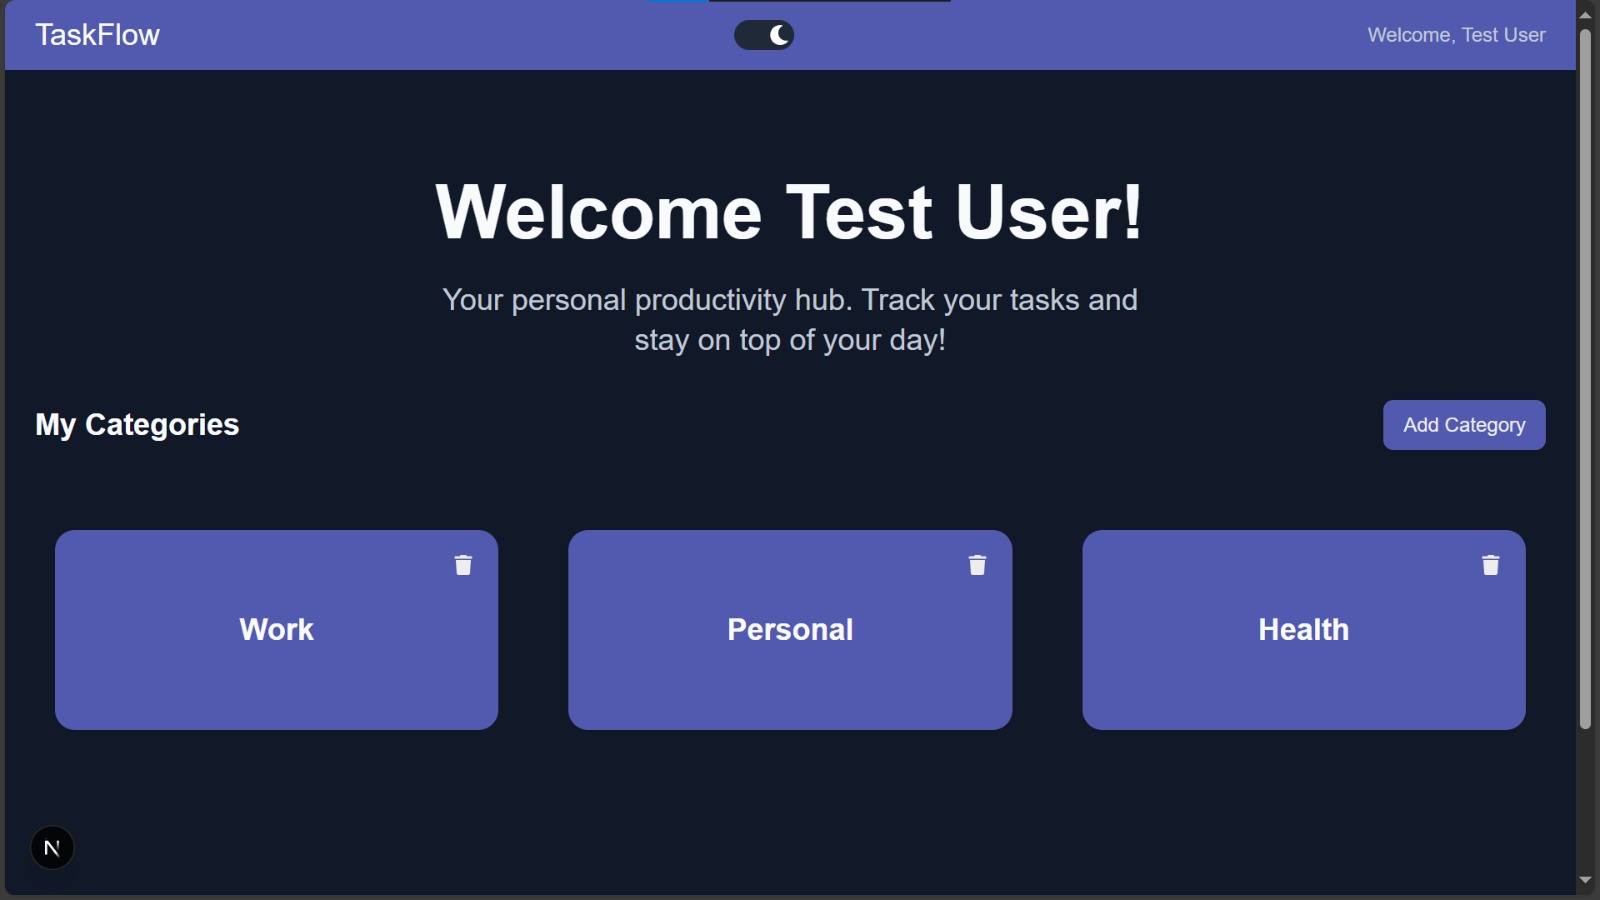 TaskFlow
Welcome, Test User
Welcome Test User!
Your personal productivity hub. Track your tasks and
stay on top of your day!
My Categories
Add Category
Work
Personal
Health
N